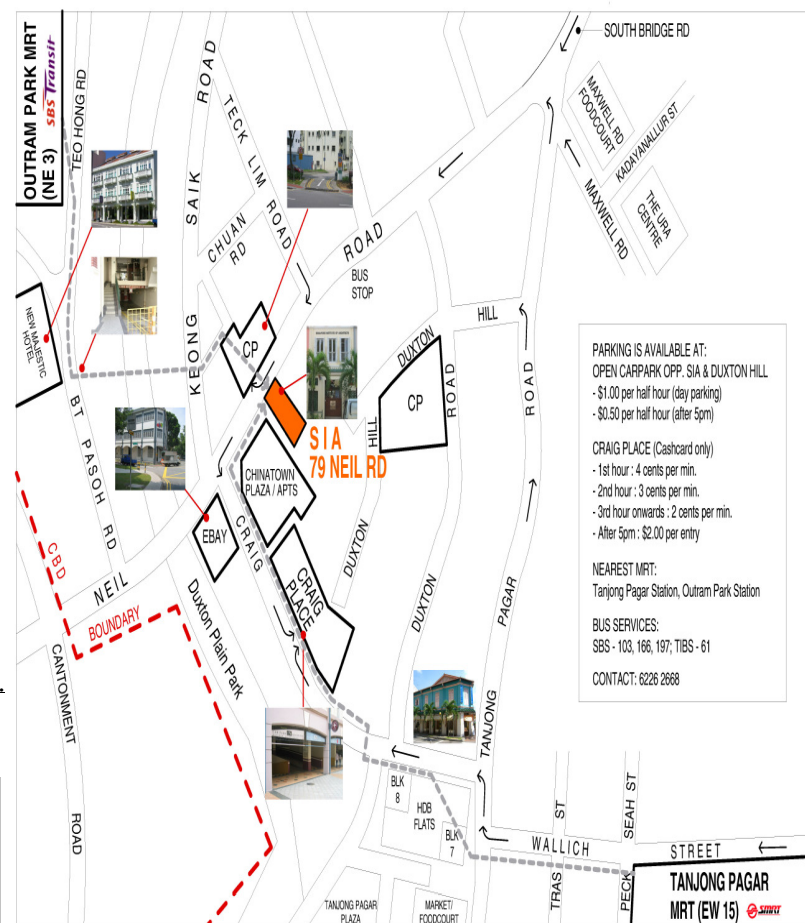 OUTRAM PARK MRT
(NE 3)
SBS Transit
TEO HONG RD
SAIK
ROAD
KEONG
TECK LIM ROAD
CHUAN
RD
ROAD
BUS
STOP
SOUTH BRIDGE RD
MAXWELL RD
FOODCOURT
KADAYANALLUR ST
MAXWELL RD
THE URA
CENTRE
NEW MAJESTIC
HOTEL
CP
DUXTON
HILL
HILL
CP
ROAD
ROAD
SIA
79 NEIL RD
CHINATOWN
PLAZA / APTS
BT PASOH RD
EBAY
CRAIG
CRAIG
PLACE
DUXTON
DUXTON
PAGAR
TANJONG
CBD
BOUNDARY
NEIL
Duxton Plain Park
CANTONMENT
ROAD
PARKING IS AVAILABLE AT:
OPEN CARPARK OPP. SIA & DUXTON HILL
- $1.00 per half hour (day parking)
- $0.50 per half hour (after 5pm)
CRAIG PLACE (Cashcard only)
- 1st hour : 4 cents per min.
- 2nd hour : 3 cents per min.
- 3rd hour onwards : 2 cents per min.
- After 5pm : $2.00 per entry
NEAREST MRT:
Tanjong Pagar Station, Outram Park Station
BUS SERVICES:
SBS - 103, 166, 197; TIBS - 61
CONTACT: 6226 2668
BLK
8
HDB
FLATS
BLK
7
WALLICH
STREET
TRAS ST
PECK SEAH ST
TANJONG PAGAR
PLAZA
MARKET/
FOODCOURT
TANJONG PAGAR
MRT (EW 15)
SMRT